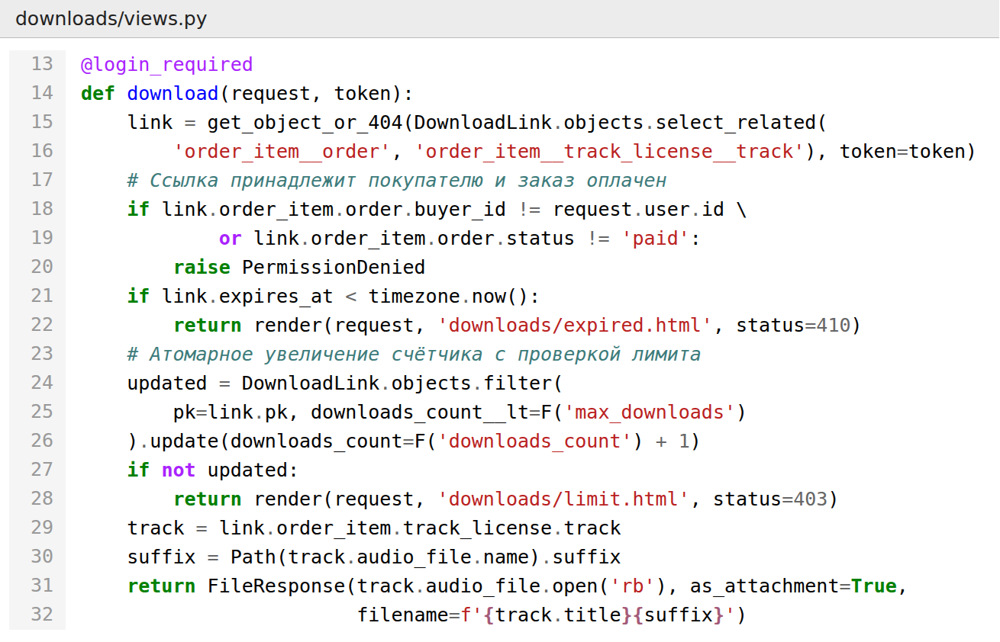 downloads/views.py
13 @login_required
14 def download(request, token):
15     link = get_object_or_404(DownloadLink.objects.select_related(
16         'order_item__order', 'order_item__track_license__track'), token=token)
17     # Ссылка принадлежит покупателю и заказ оплачен
18     if link.order_item.order.buyer_id != request.user.id \
19             or link.order_item.order.status != 'paid':
20         raise PermissionDenied
21     if link.expires_at < timezone.now():
22         return render(request, 'downloads/expired.html', status=410)
23     # Атомарное увеличение счётчика с проверкой лимита
24     updated = DownloadLink.objects.filter(
25         pk=link.pk, downloads_count__lt=F('max_downloads')
26     ).update(downloads_count=F('downloads_count') + 1)
27     if not updated:
28         return render(request, 'downloads/limit.html', status=403)
29     track = link.order_item.track_license.track
30     suffix = Path(track.audio_file.name).suffix
31     return FileResponse(track.audio_file.open('rb'), as_attachment=True,
32                         filename=f'{track.title}{suffix}')